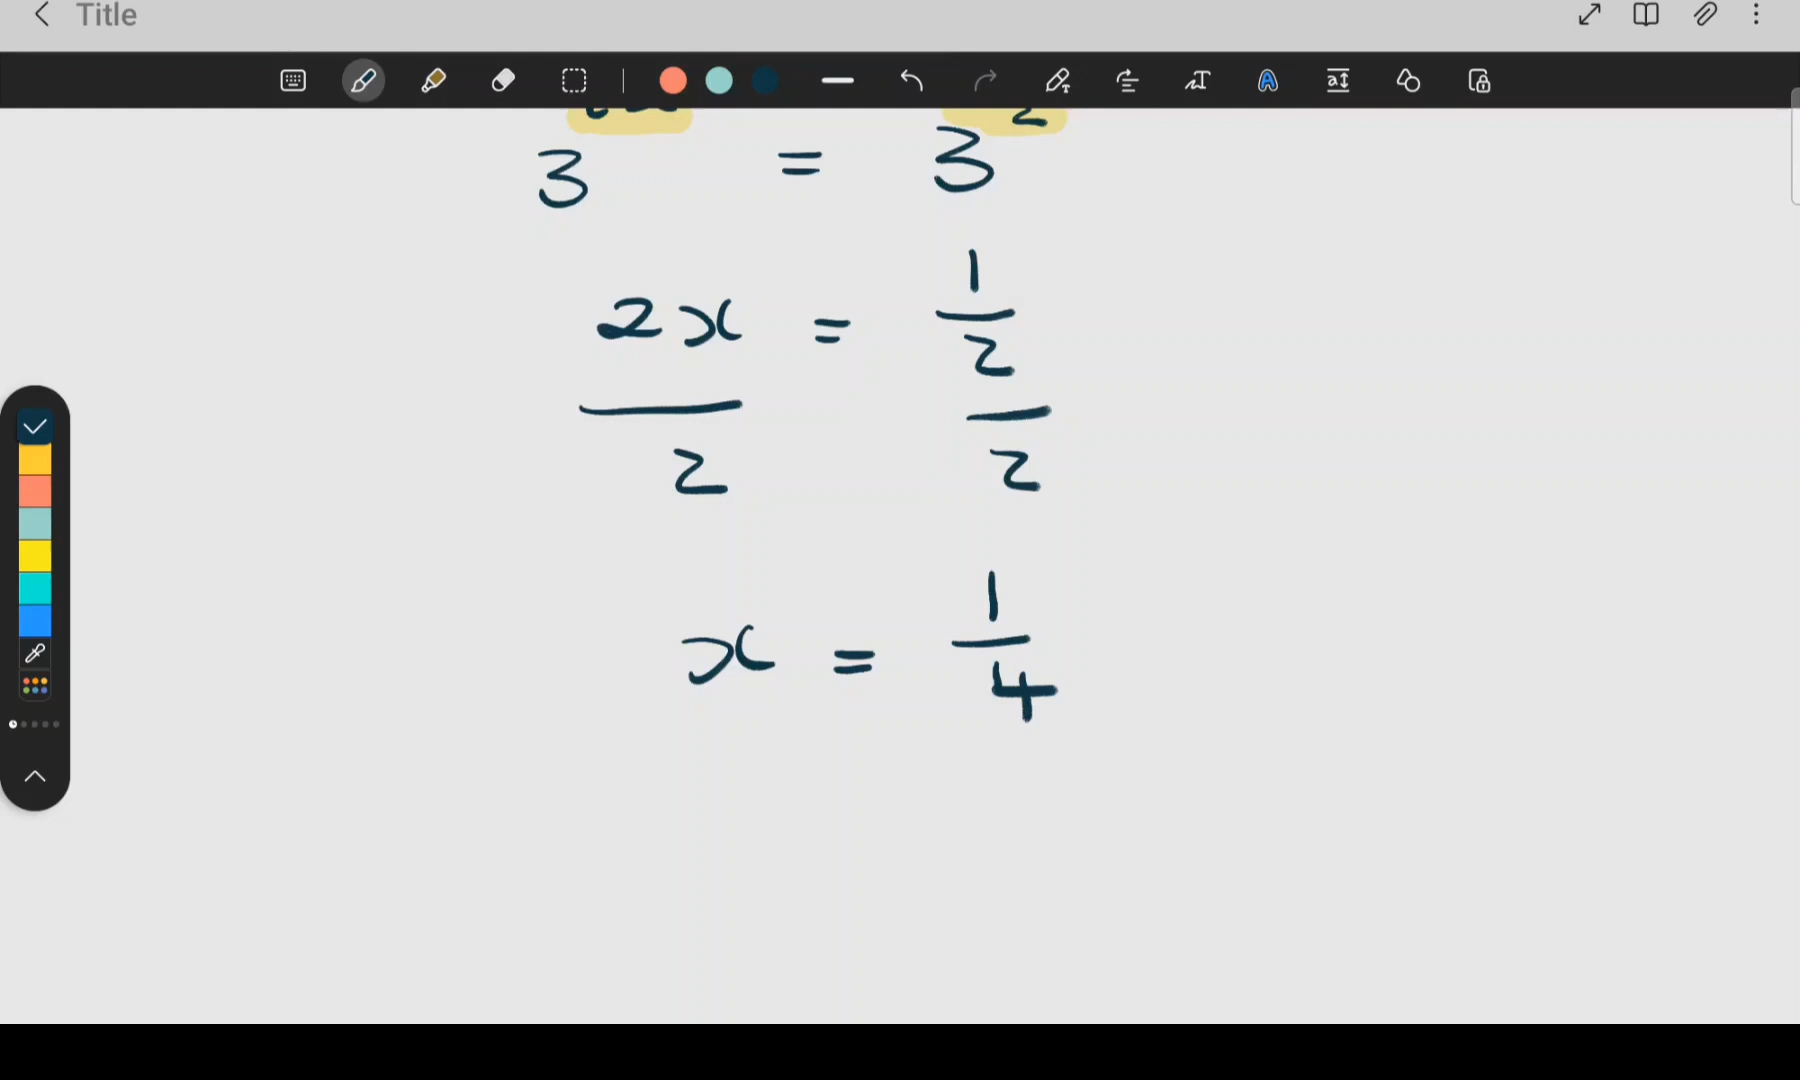 Title
3 = 3
2x = 1/2
2 2
x = 1/4